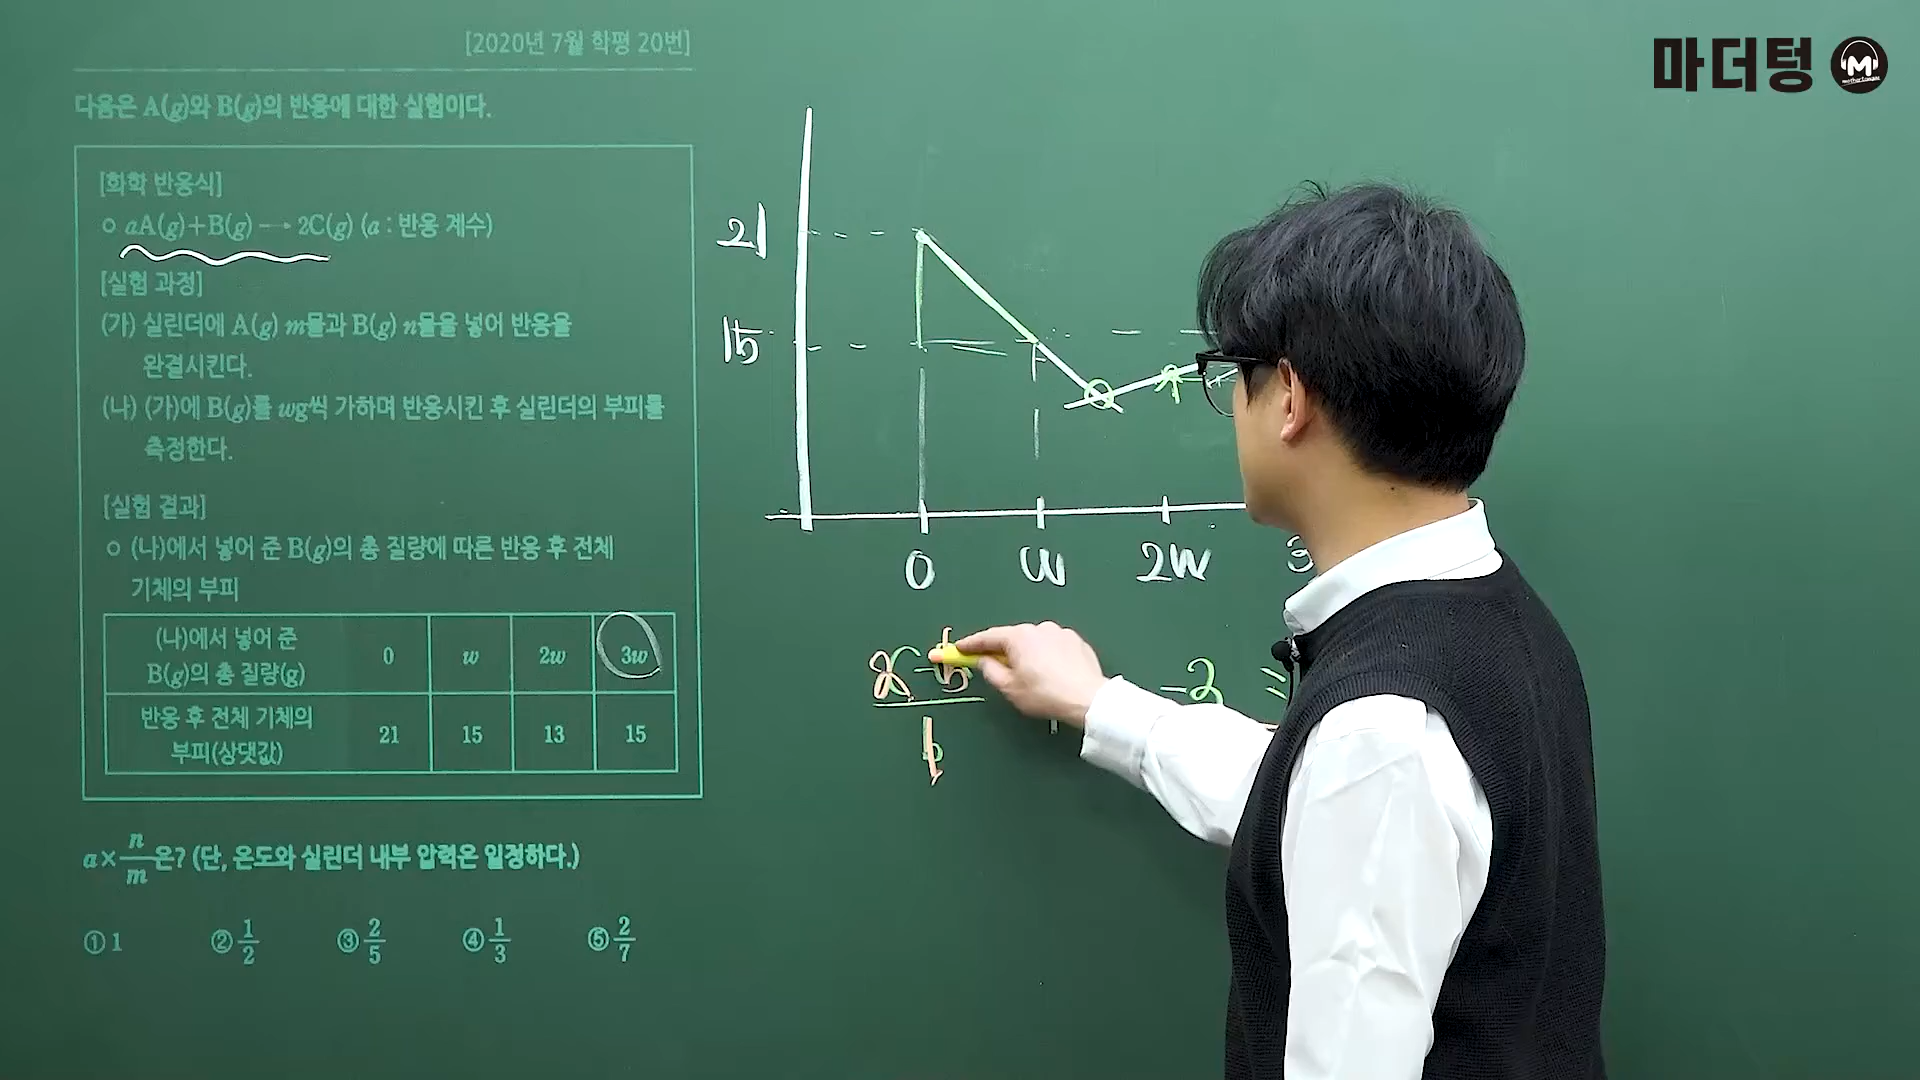 [2020년 7월 학평 20번]
다음은 A(g)와 B(g)의 반응에 대한 실험이다.
[화학 반응식]
○ aA(g)+B(g) → 2C(g) (a : 반응 계수)
[실험 과정]
(가) 실린더에 A(g) m몰과 B(g) n몰을 넣어 반응을
완결시킨다.
(나) (가)에 B(g)를 wg씩 가하며 반응시킨 후 실린더의 부피를
측정한다.
[실험 결과]
○ (나)에서 넣어 준 B(g)의 총 질량에 따른 반응 후 전체
기체의 부피
(나)에서 넣어 준
B(g)의 총 질량(g)
0 w 2w 3w
반응 후 전체 기체의
부피(상댓값)
21 15 13 15
a× n/m 은? (단, 온도와 실린더 내부 압력은 일정하다.)
① 1 ② 1/2 ③ 2/5 ④ 1/3 ⑤ 2/7
21
15
0 w 2w 3
마더텅
M